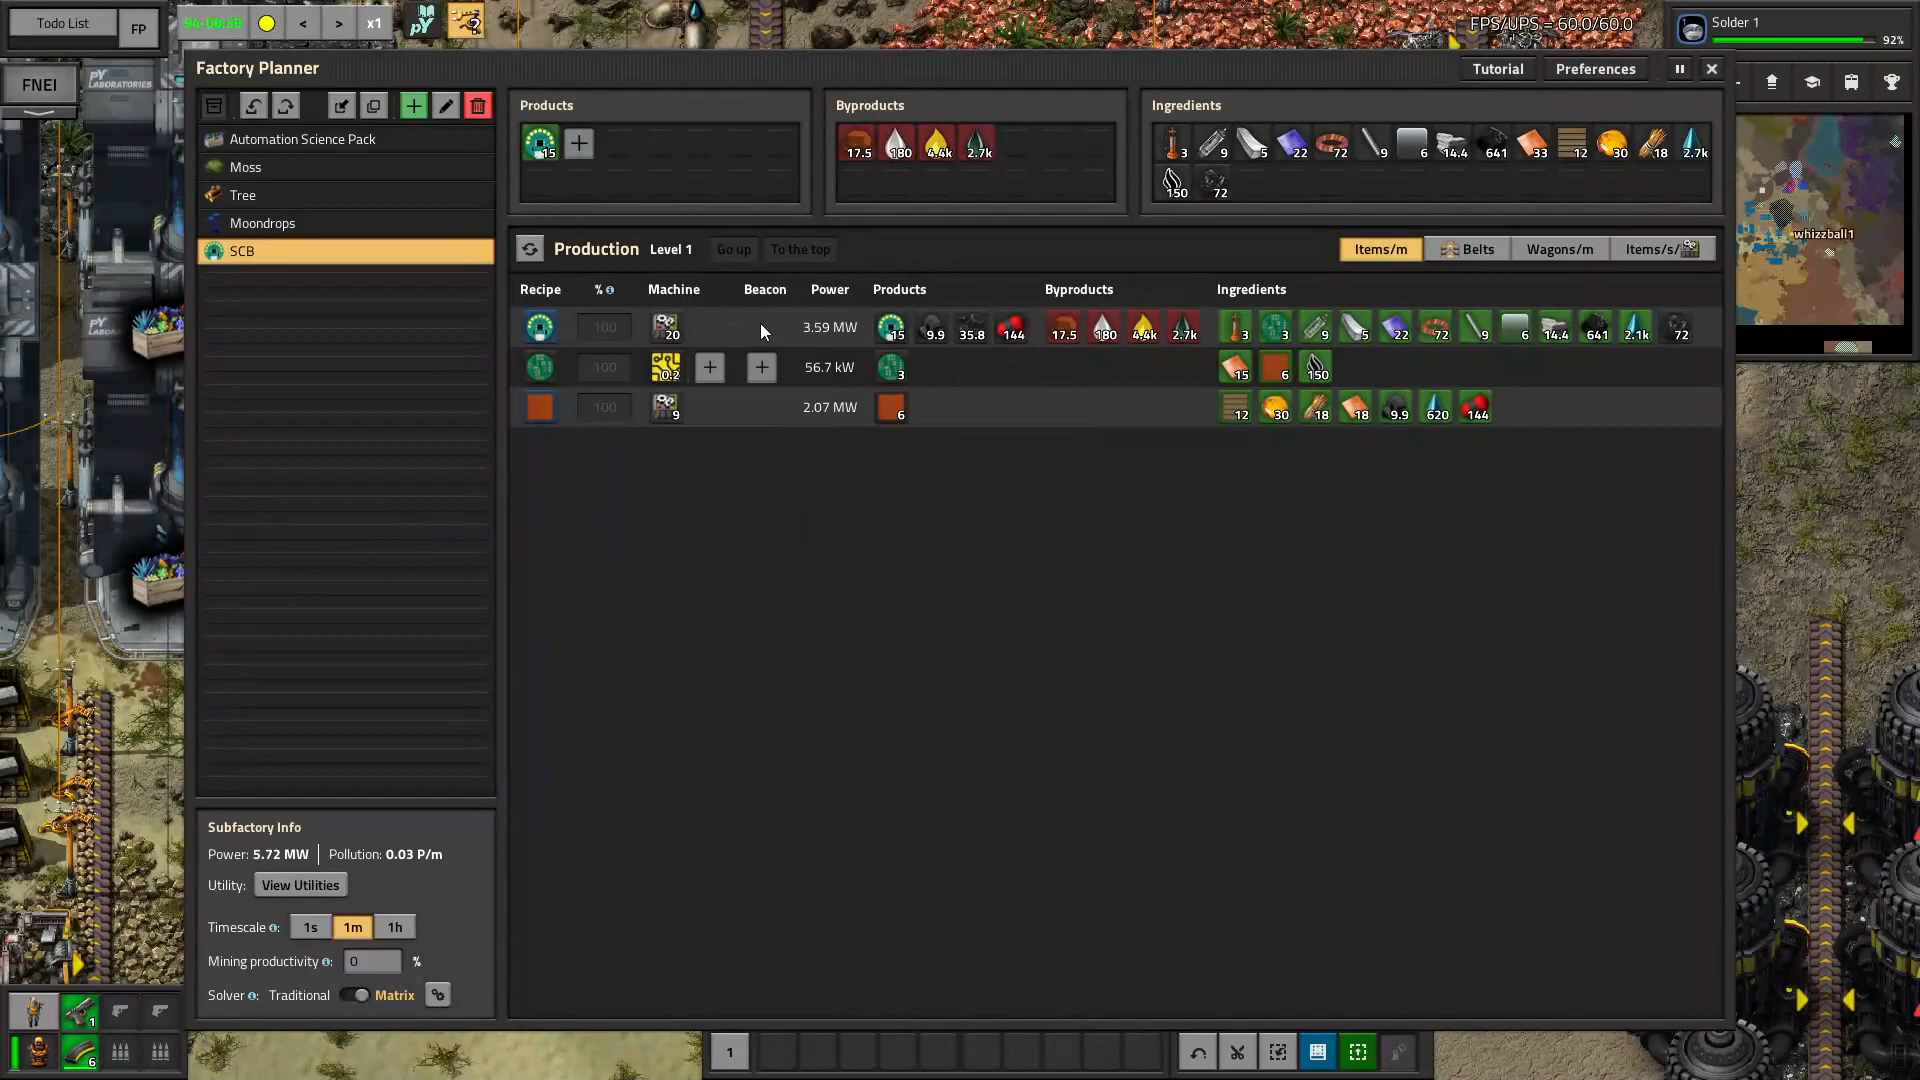 Todo List
FP
94-00:30
<
>
x1
pY
FPS/UPS = 60.0/60.0
Solder 1
92%
FNEI
pY
LABORATORIES
Factory Planner
Tutorial
Preferences
Products
Byproducts
Ingredients
15
17.5 180 4.4k 2.7k
3 9 5 22 72 9 6 14.4 641 33 12 30 18 2.7k
150 72
Automation Science Pack
Moss
Tree
Moondrops
SCB
Production Level 1 Go up To the top
Items/m Belts Wagons/m Items/s/
Recipe % Machine Beacon Power Products Byproducts Ingredients
100 20 3.59 MW 15 9.9 35.8 144 17.5 180 4.4k 2.7k 3 3 9 5 22 72 9 6 14.4 641 2.1k 72
100 0.2 56.7 kW 3 15 6 150
100 9 2.07 MW 6 12 30 18 18 9.9 620 144
whizzball1
Subfactory Info
Power: 5.72 MW Pollution: 0.03 P/m
Utility: View Utilities
Timescale : 1s 1m 1h
Mining productivity : 0 %
Solver : Traditional Matrix
1
6
1